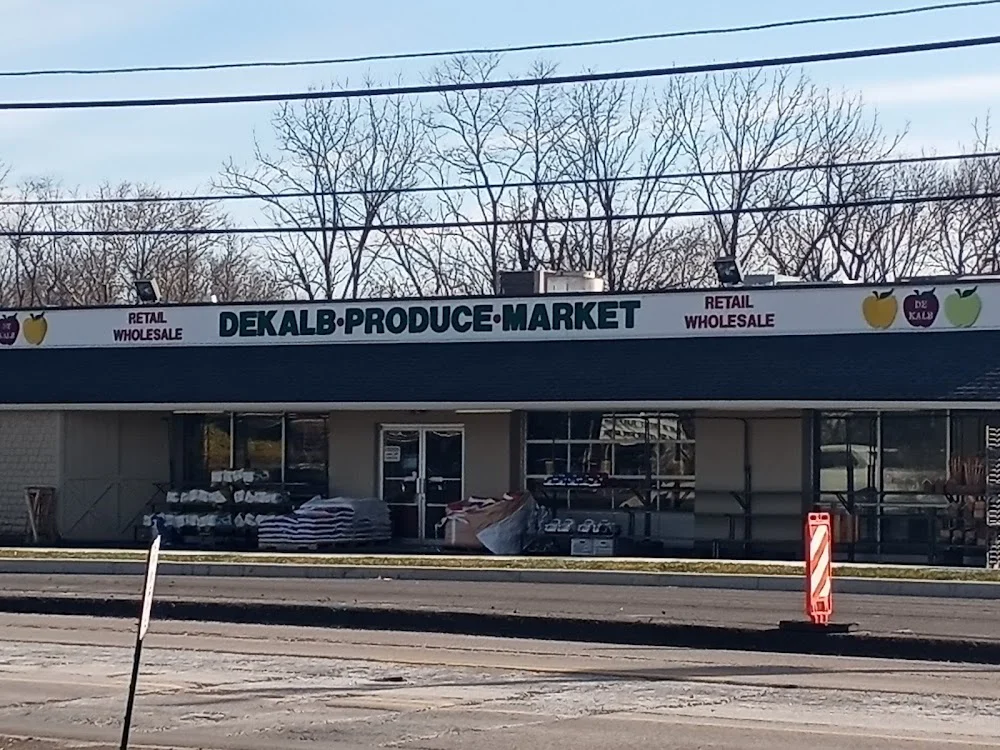 DE
KALB
RETAIL
WHOLESALE
DEKALB•PRODUCE•MARKET
RETAIL
WHOLESALE
DE
KALB